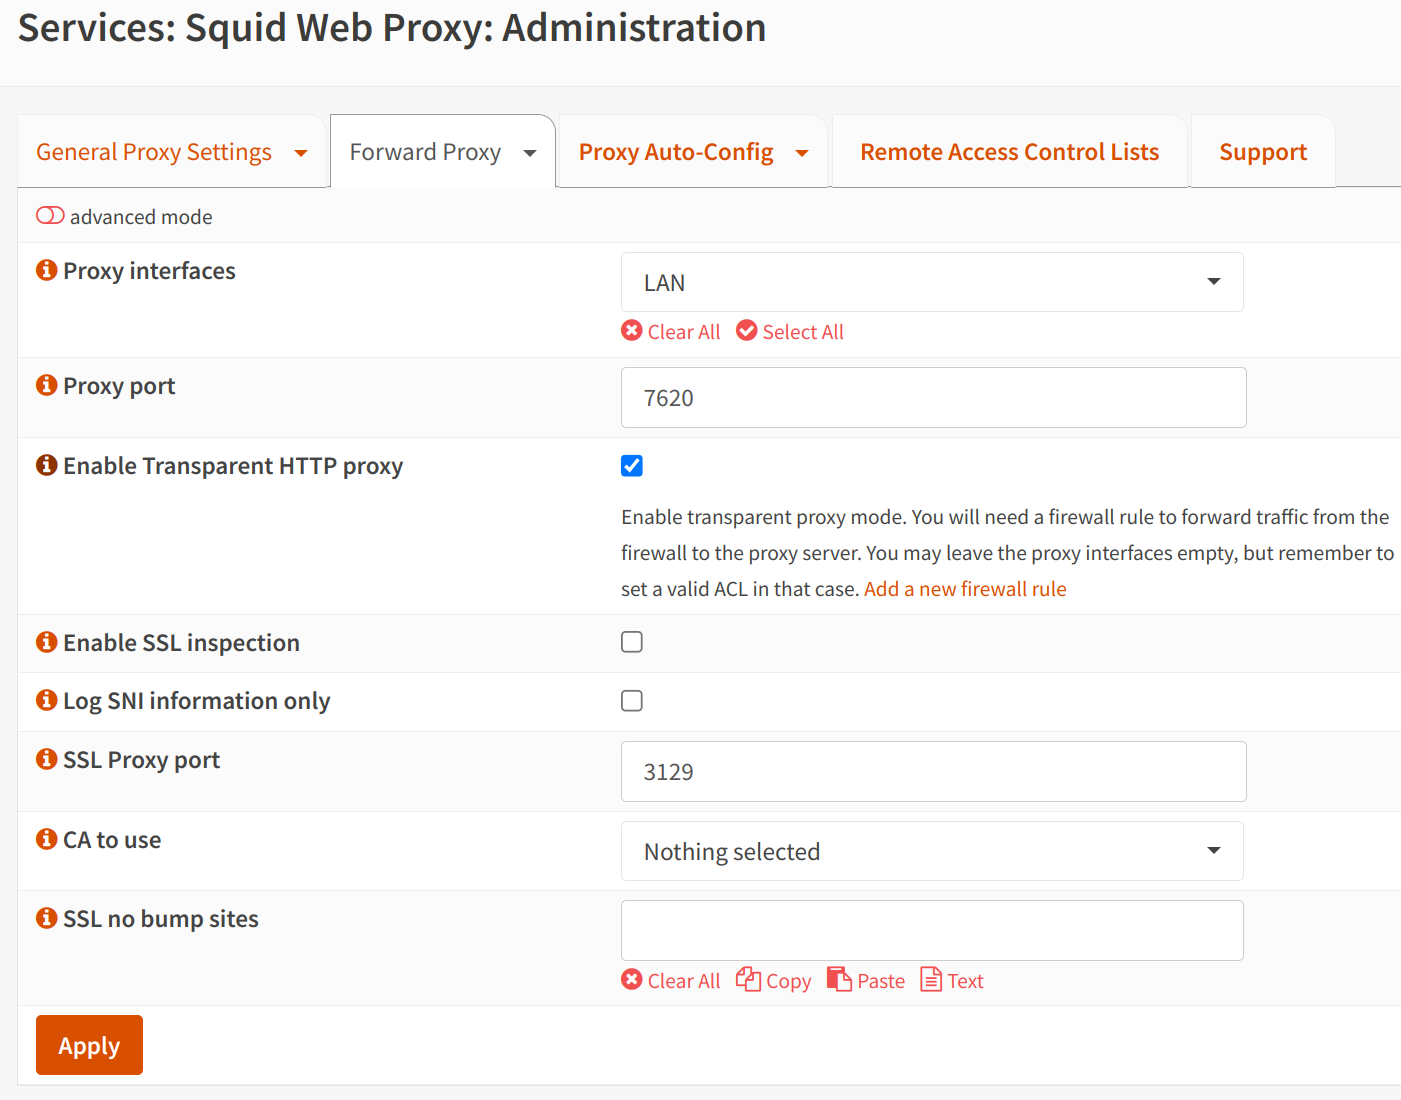 Services: Squid Web Proxy: Administration
General Proxy Settings Forward Proxy Proxy Auto-Config Remote Access Control Lists Support
advanced mode
Proxy interfaces
LAN
Clear All Select All
Proxy port
7620
Enable Transparent HTTP proxy
Enable transparent proxy mode. You will need a firewall rule to forward traffic from the
firewall to the proxy server. You may leave the proxy interfaces empty, but remember to
set a valid ACL in that case. Add a new firewall rule
Enable SSL inspection
Log SNI information only
SSL Proxy port
3129
CA to use
Nothing selected
SSL no bump sites
Clear All Copy Paste Text
Apply